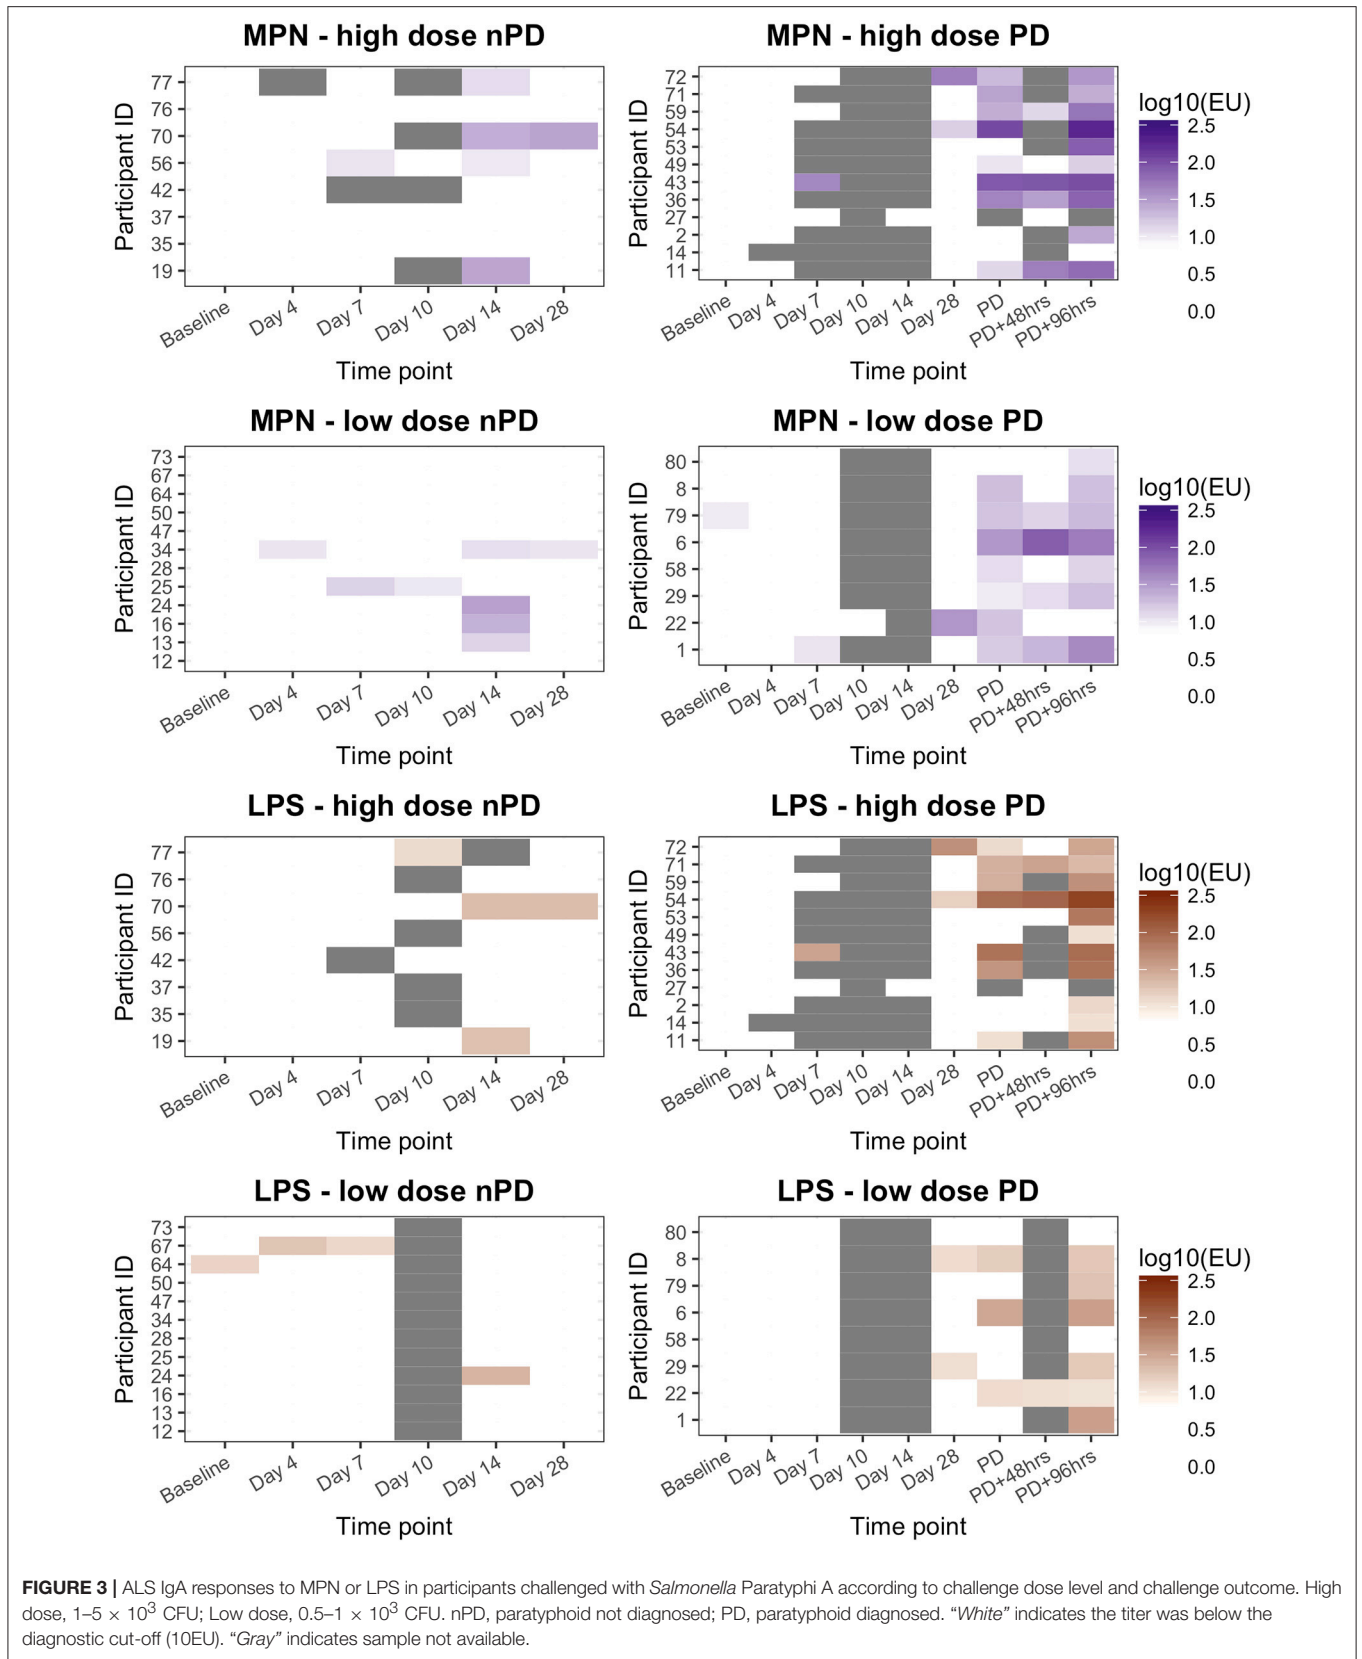 MPN - high dose nPD
Participant ID
77
76
70
56
42
37
35
19
Baseline
Day 4
Day 7
Day 10
Day 14
Day 28
Time point
MPN - high dose PD
Participant ID
72
71
59
54
53
49
43
36
27
2
14
11
Baseline
Day 4
Day 7
Day 10
Day 14
Day 28
PD
PD+48hrs
PD+96hrs
Time point
log10(EU)
2.5
2.0
1.5
1.0
0.5
0.0
MPN - low dose nPD
Participant ID
73
67
64
50
47
34
28
25
24
16
13
12
Baseline
Day 4
Day 7
Day 10
Day 14
Day 28
Time point
MPN - low dose PD
Participant ID
80
8
79
6
58
29
22
1
Baseline
Day 4
Day 7
Day 10
Day 14
Day 28
PD
PD+48hrs
PD+96hrs
Time point
log10(EU)
2.5
2.0
1.5
1.0
0.5
0.0
LPS - high dose nPD
Participant ID
77
76
70
56
42
37
35
19
Baseline
Day 4
Day 7
Day 10
Day 14
Day 28
Time point
LPS - high dose PD
Participant ID
72
71
59
54
53
49
43
36
27
2
14
11
Baseline
Day 4
Day 7
Day 10
Day 14
Day 28
PD
PD+48hrs
PD+96hrs
Time point
log10(EU)
2.5
2.0
1.5
1.0
0.5
0.0
LPS - low dose nPD
Participant ID
73
67
64
50
47
34
28
25
24
16
13
12
Baseline
Day 4
Day 7
Day 10
Day 14
Day 28
Time point
LPS - low dose PD
Participant ID
80
8
79
6
58
29
22
1
Baseline
Day 4
Day 7
Day 10
Day 14
Day 28
PD
PD+48hrs
PD+96hrs
Time point
log10(EU)
2.5
2.0
1.5
1.0
0.5
0.0
FIGURE 3 | ALS IgA responses to MPN or LPS in participants challenged with Salmonella Paratyphi A according to challenge dose level and challenge outcome. High
dose, 1–5 × 10³ CFU; Low dose, 0.5–1 × 10³ CFU. nPD, paratyphoid not diagnosed; PD, paratyphoid diagnosed. “White” indicates the titer was below the
diagnostic cut-off (10EU). “Gray” indicates sample not available.